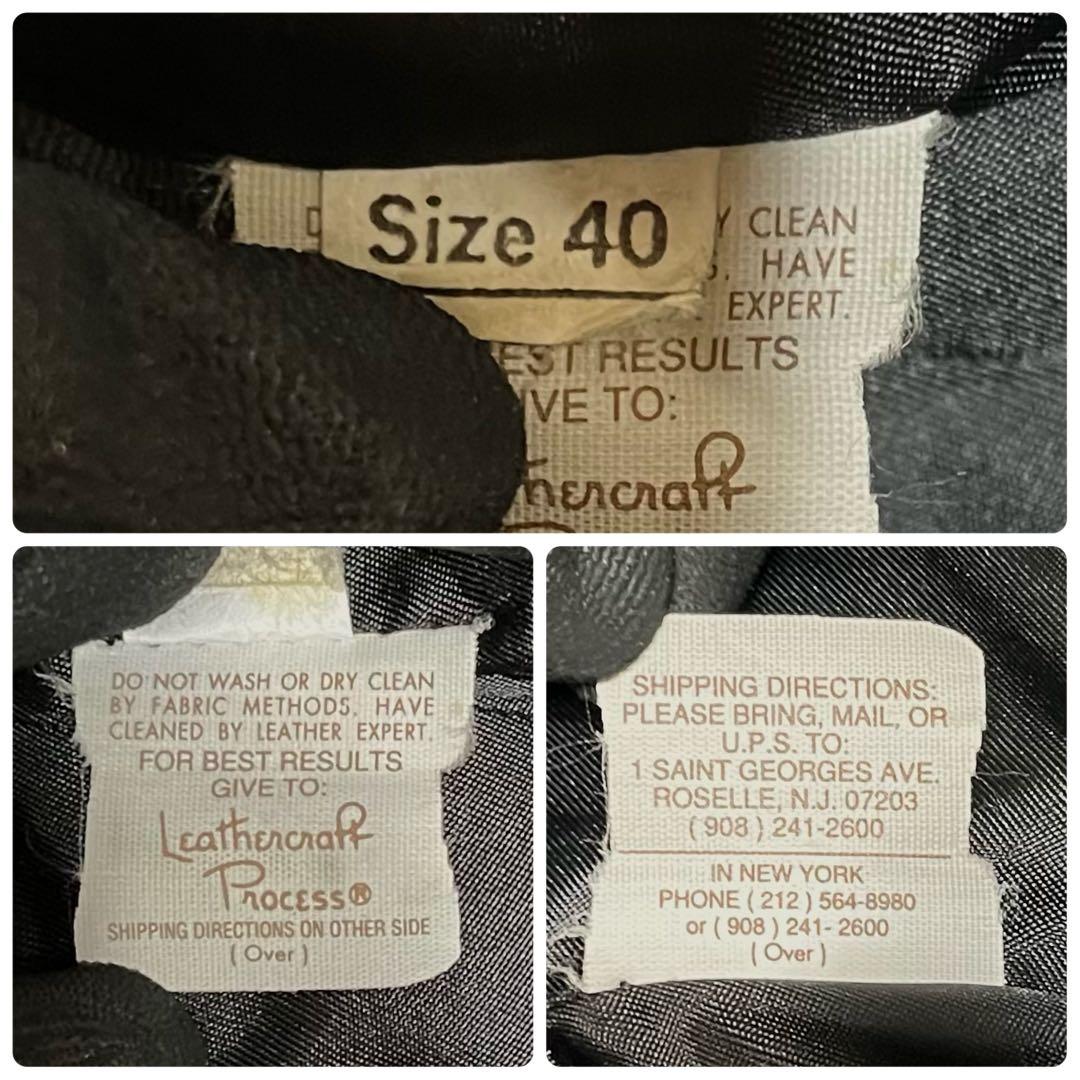 Size 40
CLEAN
HAVE
EXPERT.
EST RESULTS
IVE TO:
hercraft
DO NOT WASH OR DRY CLEAN
BY FABRIC METHODS. HAVE
CLEANED BY LEATHER EXPERT.
FOR BEST RESULTS
GIVE TO:
Leathercraft
Process®
SHIPPING DIRECTIONS ON OTHER SIDE
( Over )
SHIPPING DIRECTIONS:
PLEASE BRING, MAIL, OR
U.P.S. TO:
1 SAINT GEORGES AVE.
ROSELLE, N.J. 07203
( 908 ) 241-2600
IN NEW YORK
PHONE ( 212 ) 564-8980
or ( 908 ) 241- 2600
( Over )